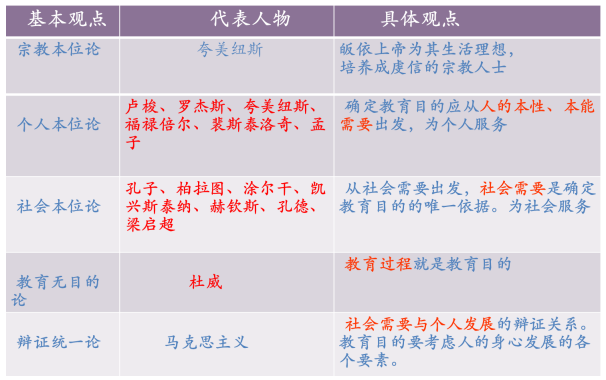 基本观点 代表人物 具体观点
宗教本位论 夸美纽斯 皈依上帝为其生活理想，
培养成虔信的宗教人士
个人本位论 卢梭、罗杰斯、夸美纽斯、
福禄倍尔、裴斯泰洛奇、孟
子
确定教育目的应从人的本性、本能
需要出发，为个人服务
社会本位论 孔子、柏拉图、涂尔干、凯
兴斯泰纳、赫钦斯、孔德、
梁启超
从社会需要出发，社会需要是确定
教育目的的唯一依据。为社会服务
教育无目的
论
杜威
教育过程就是教育目的
辩证统一论 马克思主义
社会需要与个人发展的辩证关系。
教育目的要考虑人的身心发展的各
个要素。